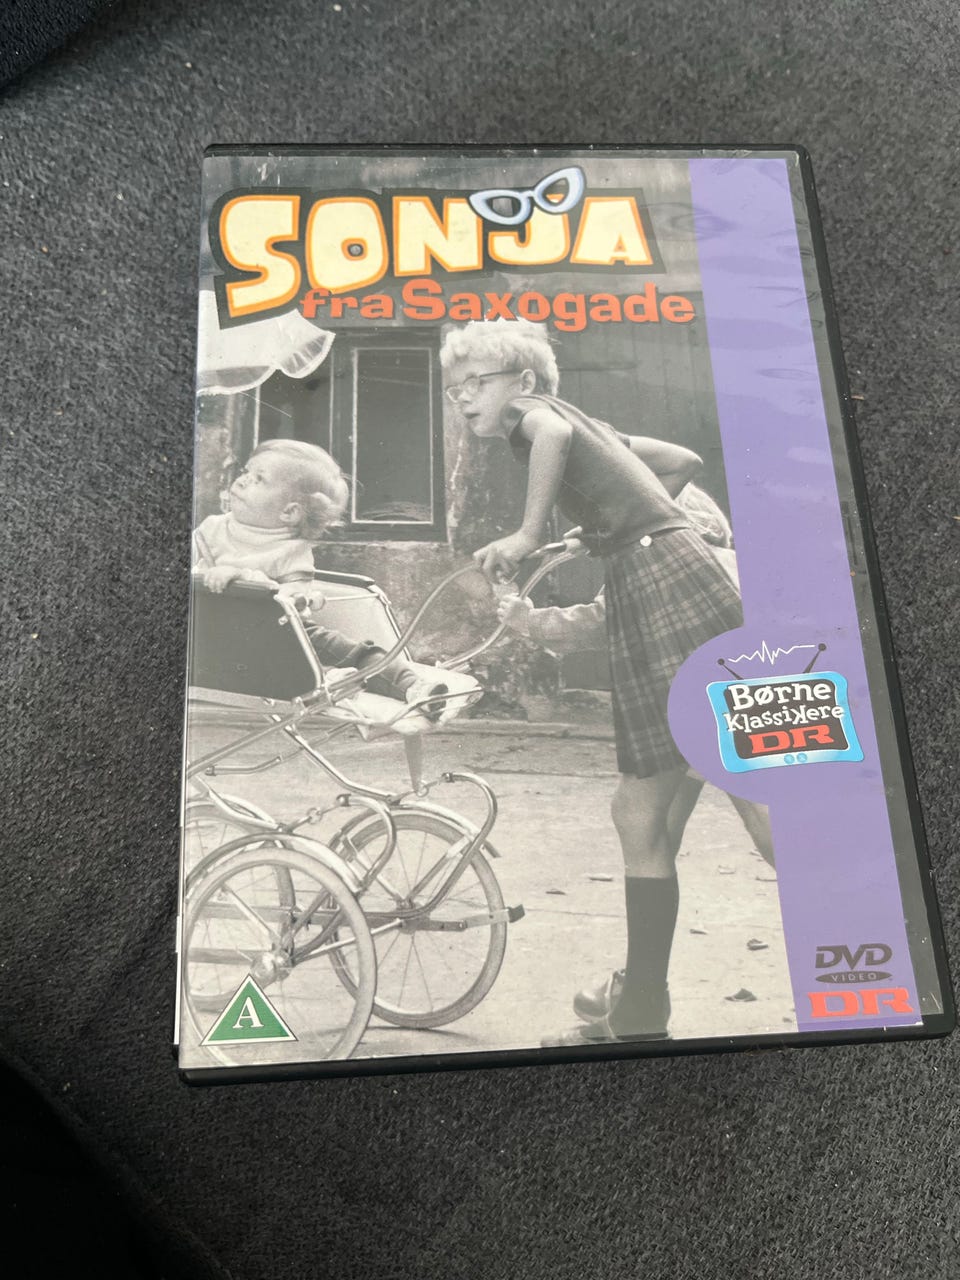 SONJA
fra Saxogade
Børne
Klassikere
DR
DVD
VIDEO
DR
A